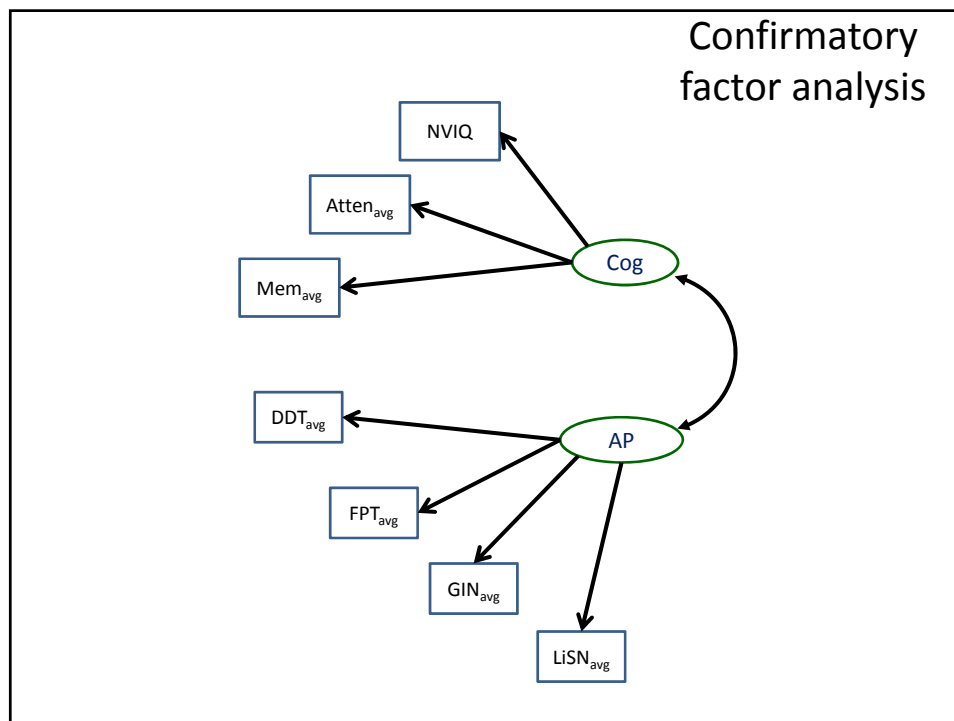 Confirmatory
factor analysis
NVIQ
Attenavg
Cog
Memavg
DDTavg
AP
FPTavg
GINavg
LiSNavg